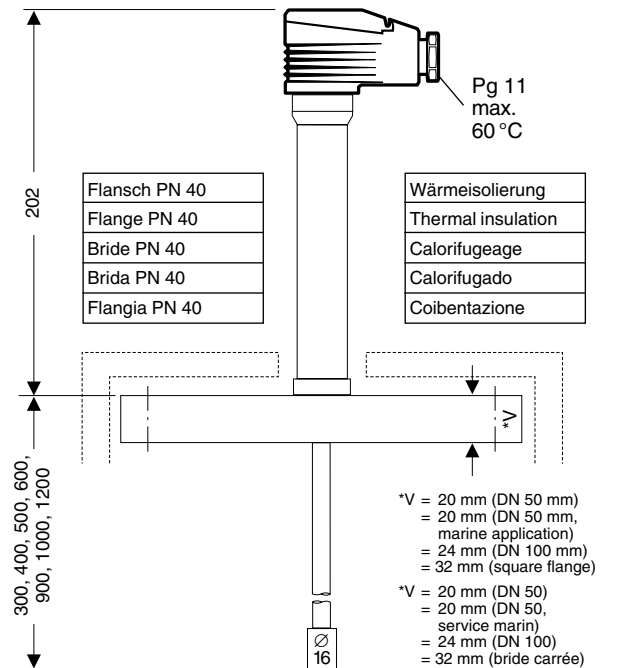 Pg 11
max.
60 °C
202
Flansch PN 40
Flange PN 40
Bride PN 40
Brida PN 40
Flangia PN 40
Wärmeisolierung
Thermal insulation
Calorifugeage
Calorifugado
Coibentazione
*V
300, 400, 500, 600,
900, 1000, 1200
*V = 20 mm (DN 50 mm)
= 20 mm (DN 50 mm,
marine application)
= 24 mm (DN 100 mm)
= 32 mm (square flange)
*V = 20 mm (DN 50)
= 20 mm (DN 50,
service marin)
= 24 mm (DN 100)
= 32 mm (bride carrée)
∅
16